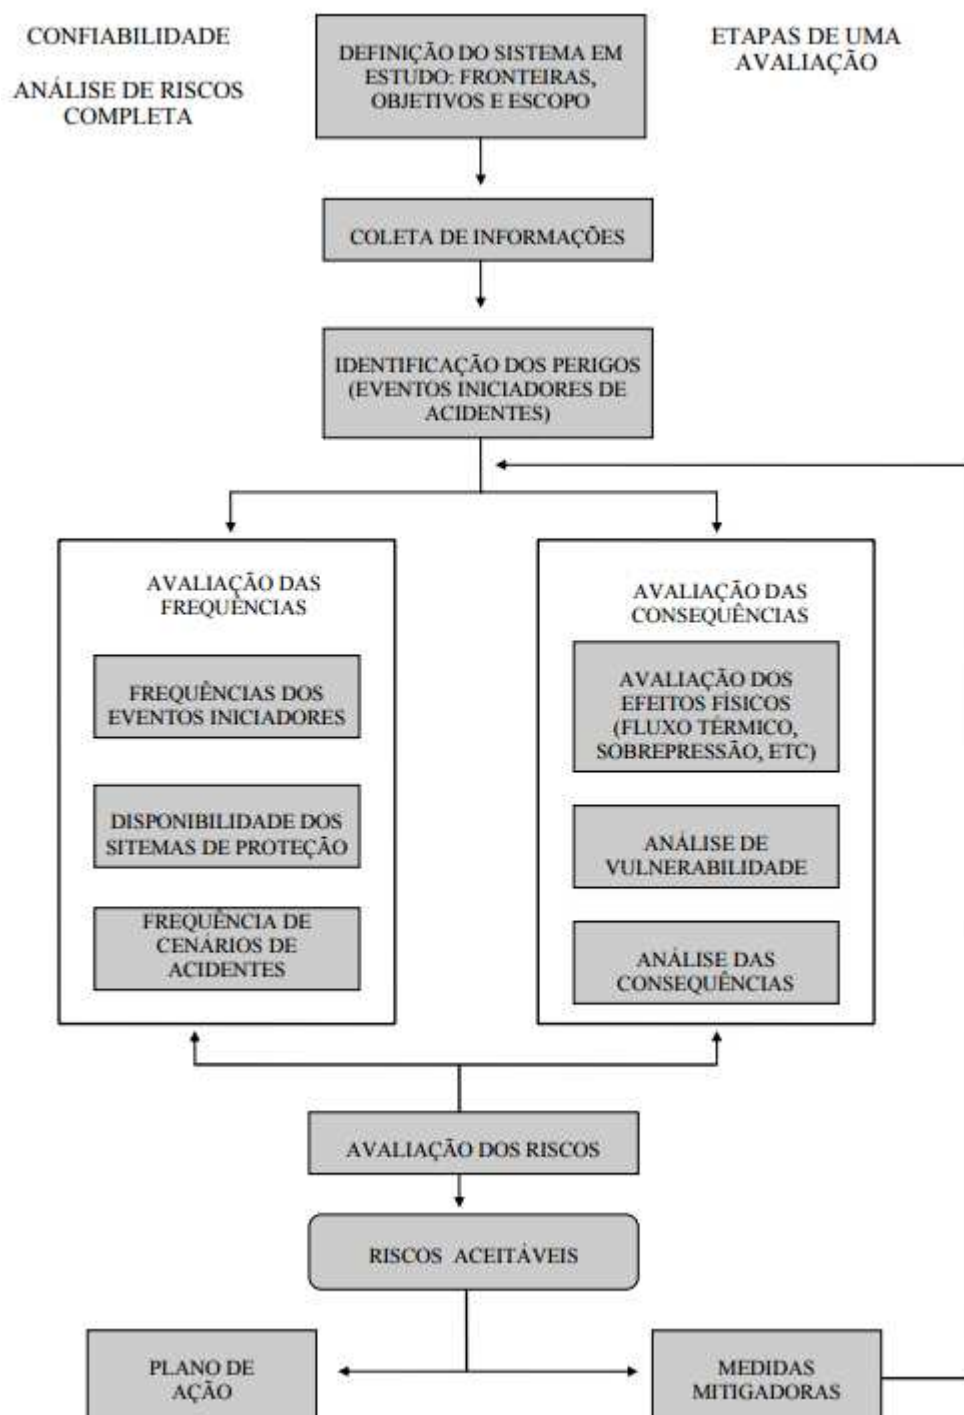 CONFIABILIDADE
ANÁLISE DE RISCOS
COMPLETA
DEFINIÇÃO DO SISTEMA EM
ESTUDO: FRONTEIRAS,
OBJETIVOS E ESCOPO
ETAPAS DE UMA
AVALIAÇÃO
COLETA DE INFORMAÇÕES
IDENTIFICAÇÃO DOS PERIGOS
(EVENTOS INICIADORES DE
ACIDENTES)
AVALIAÇÃO DAS
FREQUÊNCIAS
FREQUÊNCIAS DOS
EVENTOS INICIADORES
DISPONIBILIDADE DOS
SITEMAS DE PROTEÇÃO
FREQUÊNCIA DE
CENÁRIOS DE
ACIDENTES
AVALIAÇÃO DAS
CONSEQUÊNCIAS
AVALIAÇÃO DOS
EFEITOS FÍSICOS
(FLUXO TÉRMICO,
SOBREPRESSÃO, ETC)
ANÁLISE DE
VULNERABILIDADE
ANÁLISE DAS
CONSEQUÊNCIAS
AVALIAÇÃO DOS RISCOS
RISCOS ACEITÁVEIS
PLANO DE
AÇÃO
MEDIDAS
MITIGADORAS